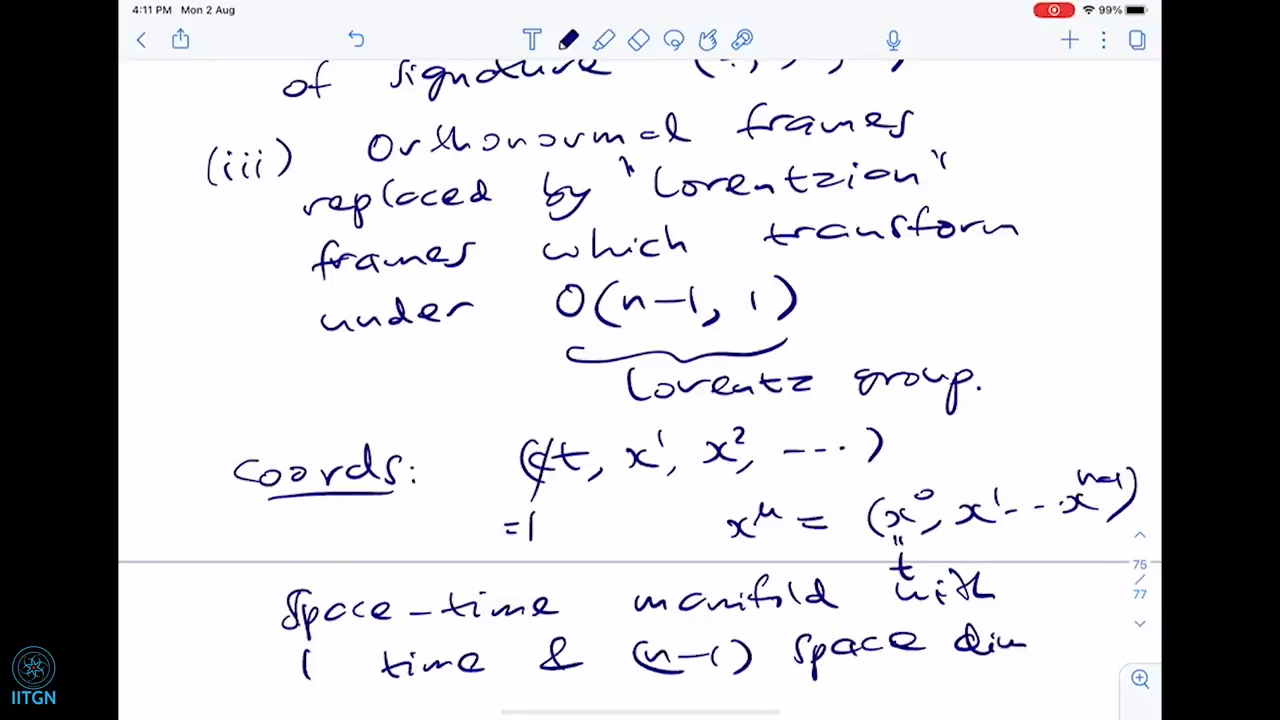 4:11 PM Mon 2 Aug
99%
of signature
(iii) Orthonormal frames
replaced by "Lorentzian"
frames which transform
under O(n-1, 1)
Lorentz group.
Coords: (ct, x¹, x², ----)
=1 xᵘ = (x⁰, x¹ --- xⁿ⁻¹)
"
t
75
/
77
Space-time manifold with
1 time & (n-1) space dim
IITGN